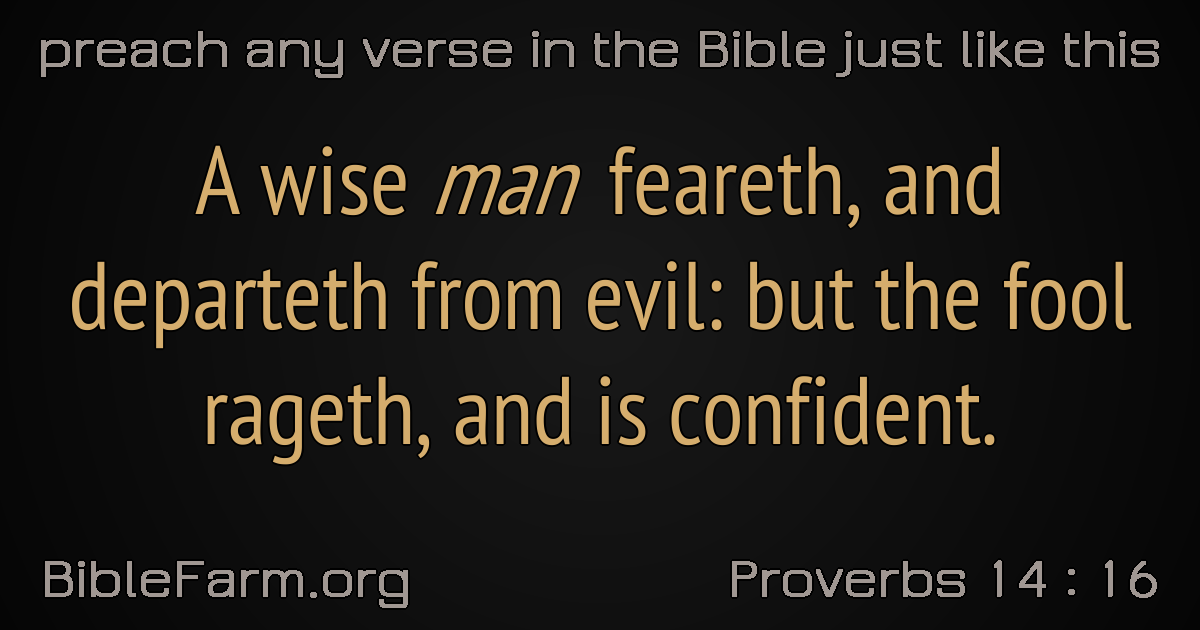 preach any verse in the Bible just like this
A wise man feareth, and
departeth from evil: but the fool
rageth, and is confident.
BibleFarm.org
Proverbs 14 : 16